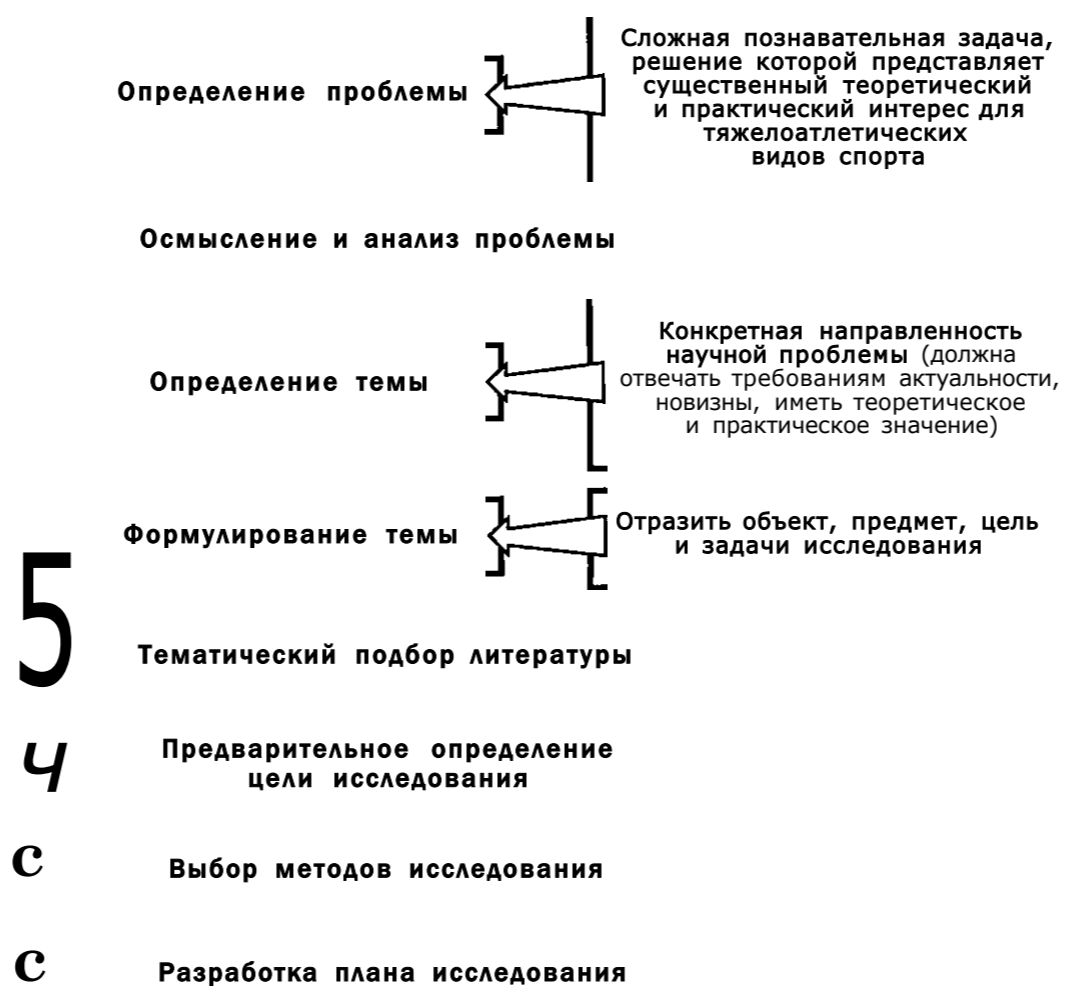 Определение проблемы
Сложная познавательная задача,
решение которой представляет
существенный теоретический
и практический интерес для
тяжелоатлетических
видов спорта
Осмысление и анализ проблемы
Определение темы
Конкретная направленность
научной проблемы (должна
отвечать требованиям актуальности,
новизны, иметь теоретическое
и практическое значение)
Формулирование темы
Отразить объект, предмет, цель
и задачи исследования
5
Тематический подбор литературы
Ч
Предварительное определение
цели исследования
с
Выбор методов исследования
с
Разработка плана исследования